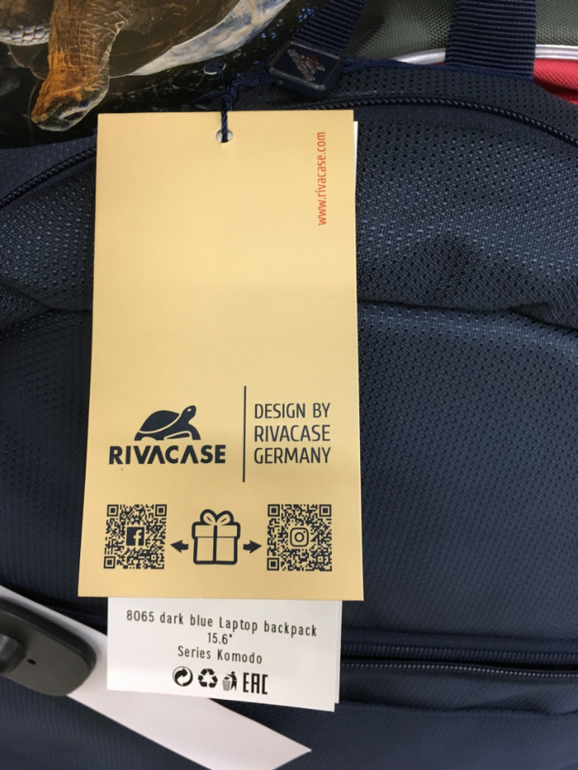 www.rivacase.com
RIVACASE
DESIGN BY
RIVACASE
GERMANY
8065 dark blue Laptop backpack
15.6"
Series Komodo
EAC